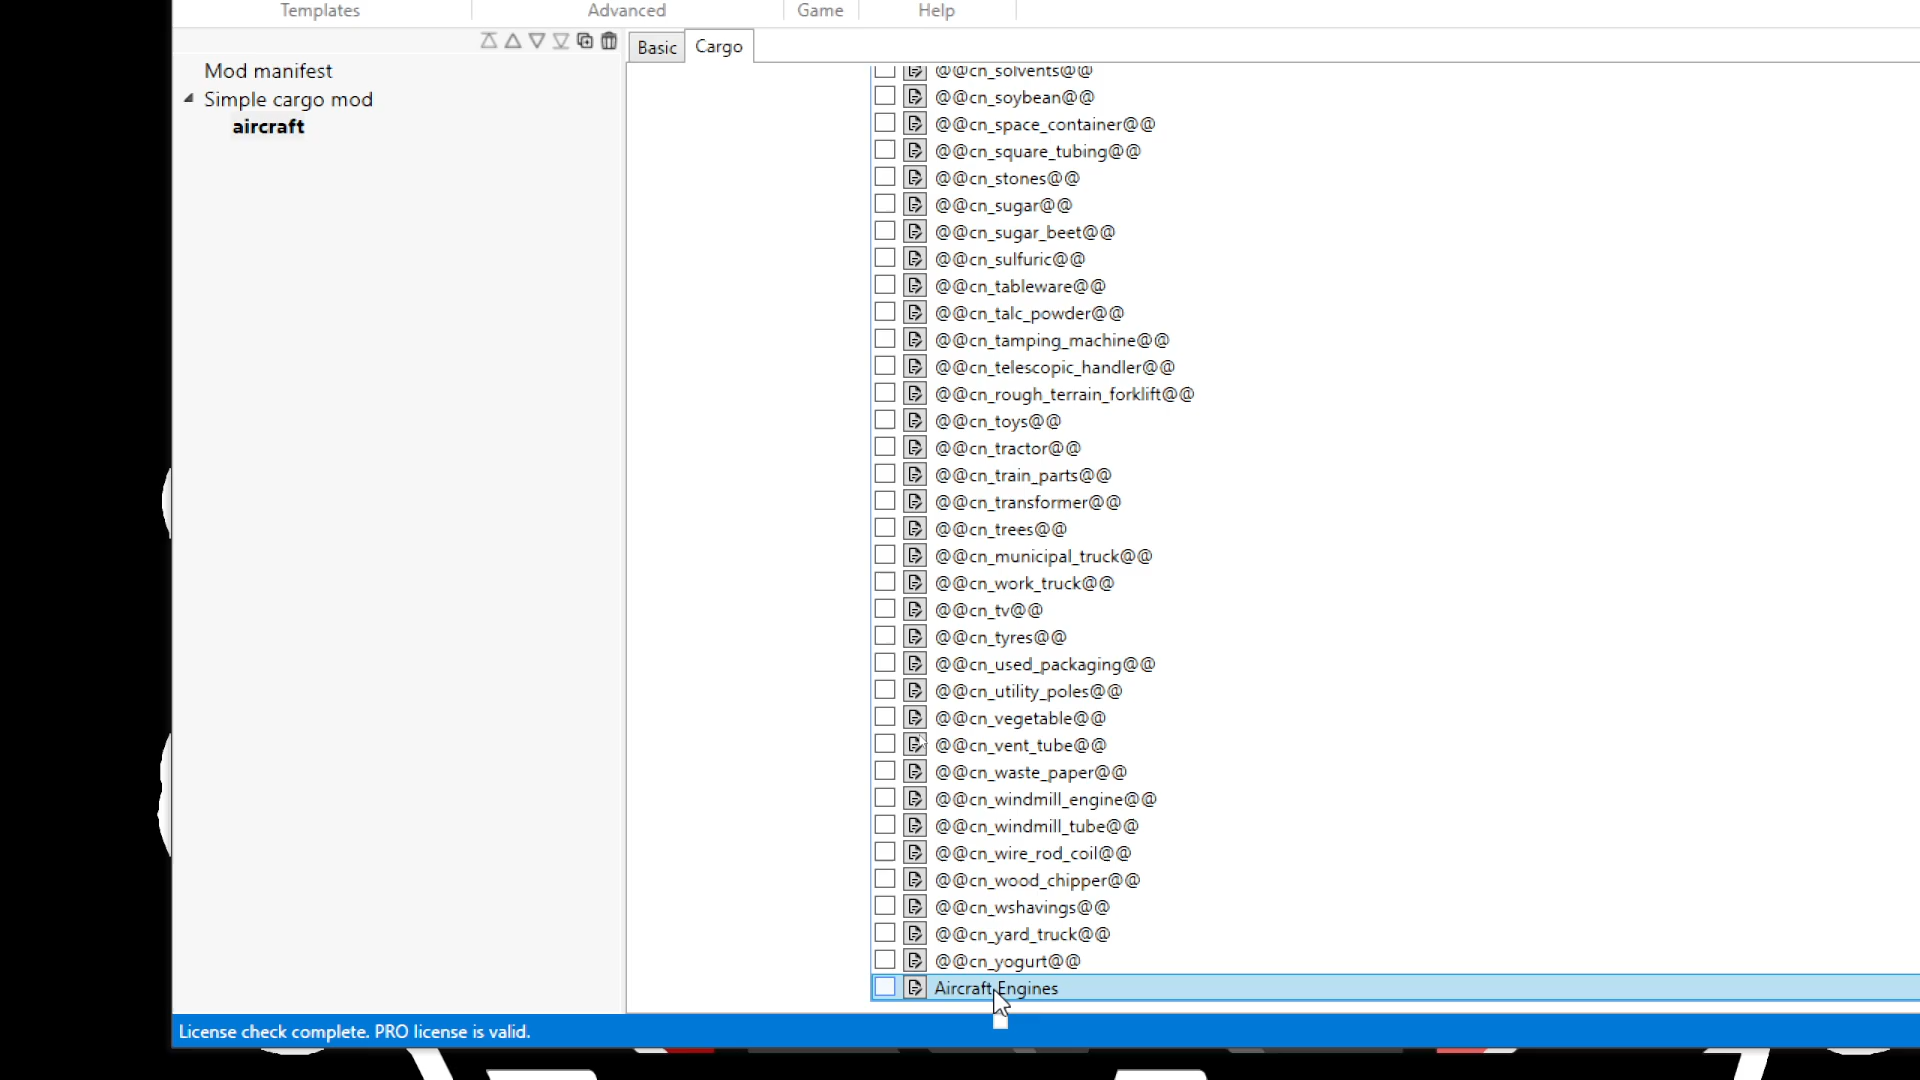 Templates
Advanced
Game
Help
Basic
Cargo
Mod manifest
Simple cargo mod
aircraft
@@cn_solvents@@
@@cn_soybean@@
@@cn_space_container@@
@@cn_square_tubing@@
@@cn_stones@@
@@cn_sugar@@
@@cn_sugar_beet@@
@@cn_sulfuric@@
@@cn_tableware@@
@@cn_talc_powder@@
@@cn_tamping_machine@@
@@cn_telescopic_handler@@
@@cn_rough_terrain_forklift@@
@@cn_toys@@
@@cn_tractor@@
@@cn_train_parts@@
@@cn_transformer@@
@@cn_trees@@
@@cn_municipal_truck@@
@@cn_work_truck@@
@@cn_tv@@
@@cn_tyres@@
@@cn_used_packaging@@
@@cn_utility_poles@@
@@cn_vegetable@@
@@cn_vent_tube@@
@@cn_waste_paper@@
@@cn_windmill_engine@@
@@cn_windmill_tube@@
@@cn_wire_rod_coil@@
@@cn_wood_chipper@@
@@cn_wshavings@@
@@cn_yard_truck@@
@@cn_yogurt@@
Aircraft Engines
License check complete. PRO license is valid.